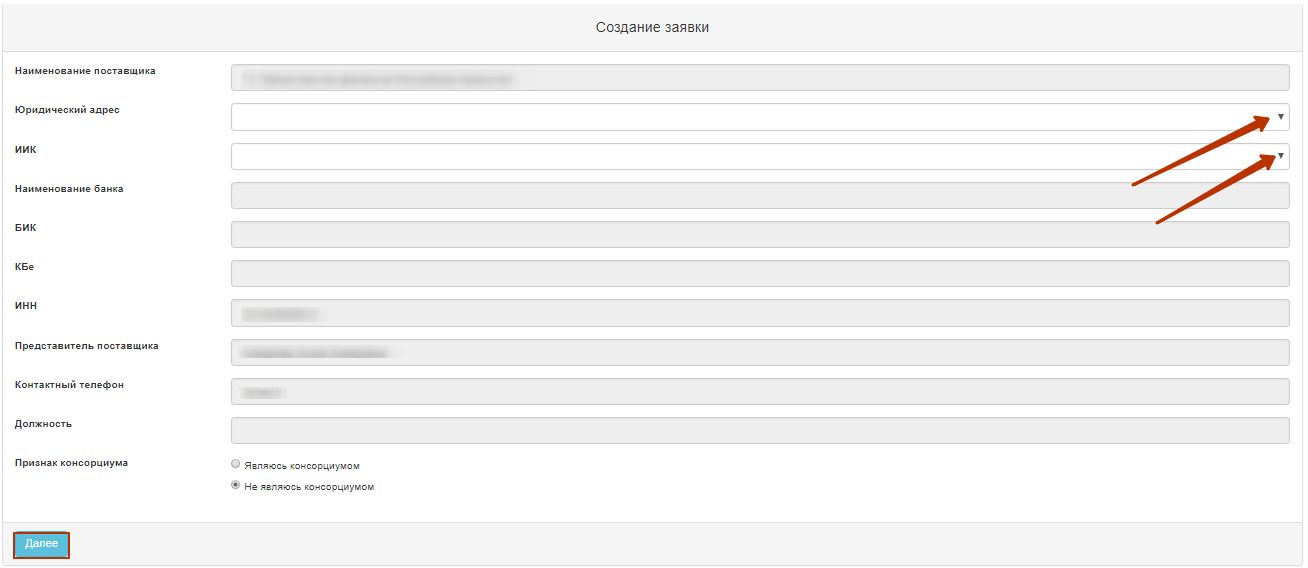 Создание заявки
Наименование поставщика
Юридический адрес
ИИК
Наименование банка
БИК
КБе
ИНН
Представитель поставщика
Контактный телефон
Должность
Признак консорциума
Являюсь консорциумом
Не являюсь консорциумом
Далее